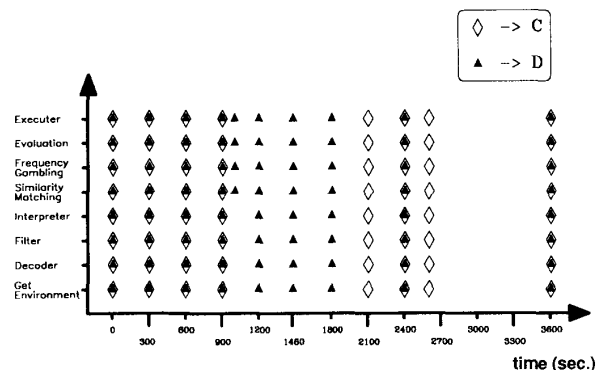 -> C
-> D
Executer
Evaluation
Frequency
Gambling
Similarity
Matching
Interpreter
Filter
Decoder
Get
Environment
0
300
600
900
1200
1460
1800
2100
2400
2700
3000
3300
3600
time (sec.)